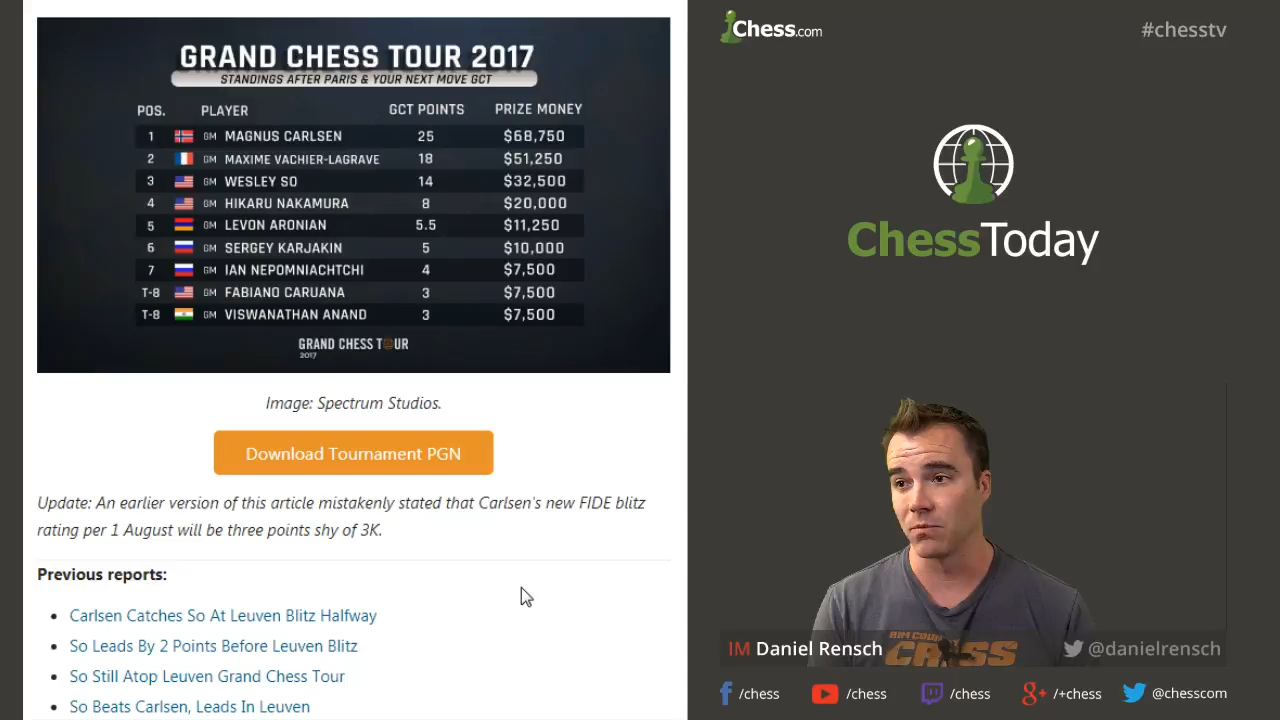 GRAND CHESS TOUR 2017
STANDINGS AFTER PARIS & YOUR NEXT MOVE GCT
POS. PLAYER GCT POINTS PRIZE MONEY
1 GM MAGNUS CARLSEN 25 $68,750
2 GM MAXIME VACHIER-LAGRAVE 18 $51,250
3 GM WESLEY SO 14 $32,500
4 GM HIKARU NAKAMURA 8 $20,000
5 GM LEVON ARONIAN 5.5 $11,250
6 GM SERGEY KARJAKIN 5 $10,000
7 GM IAN NEPOMNIACHTCHI 4 $7,500
T-8 GM FABIANO CARUANA 3 $7,500
T-8 GM VISWANATHAN ANAND 3 $7,500
GRAND CHESS TOUR
2017
Image: Spectrum Studios.
Download Tournament PGN
Update: An earlier version of this article mistakenly stated that Carlsen's new FIDE blitz
rating per 1 August will be three points shy of 3K.
Previous reports:
• Carlsen Catches So At Leuven Blitz Halfway
• So Leads By 2 Points Before Leuven Blitz
• So Still Atop Leuven Grand Chess Tour
• So Beats Carlsen, Leads In Leuven
Chess.com
#chesstv
ChessToday
IM Daniel Rensch @danielrensch
/chess /chess /chess /+chess @chesscom